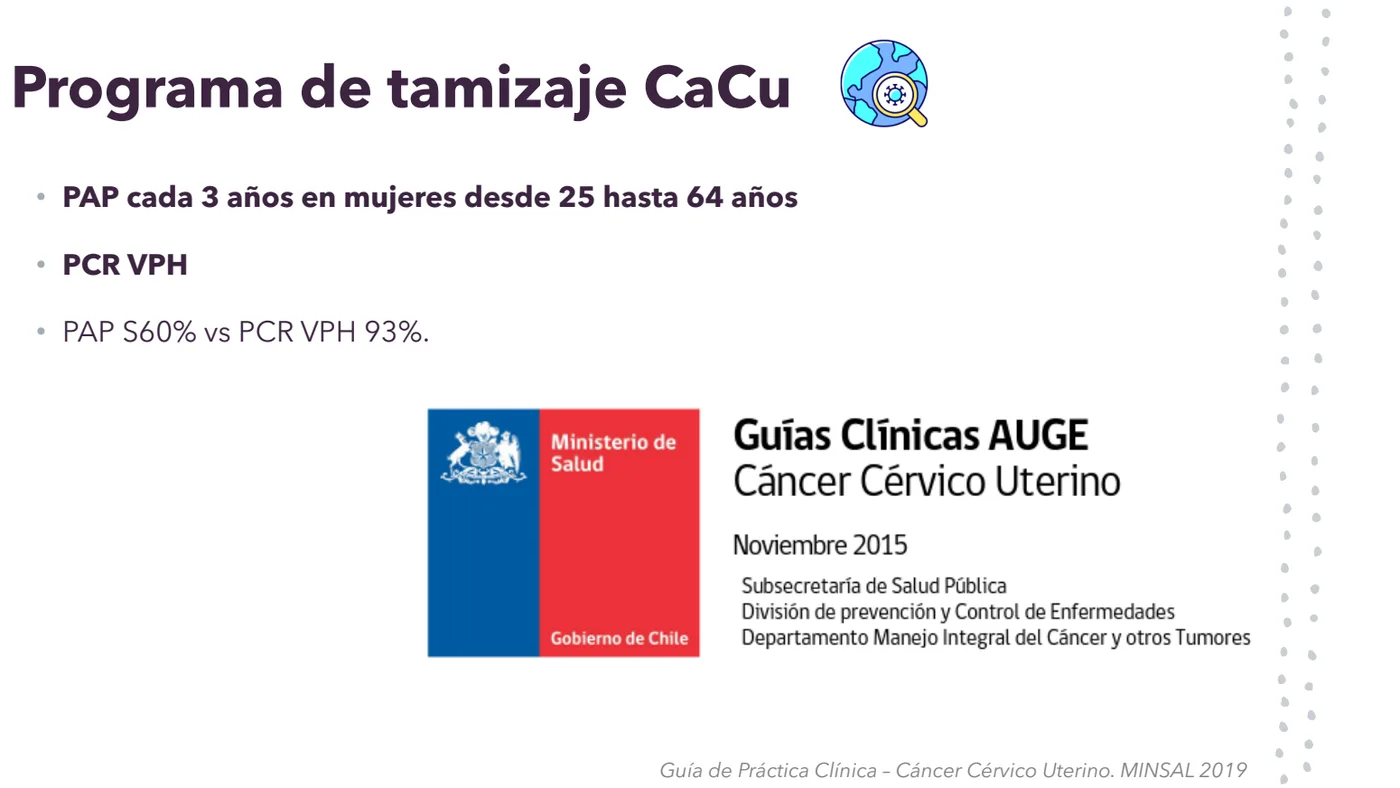 Programa de tamizaje CaCu
• PAP cada 3 años en mujeres desde 25 hasta 64 años
• PCR VPH
• PAP S60% vs PCR VPH 93%.
Ministerio de
Salud
Gobierno de Chile
Guías Clínicas AUGE
Cáncer Cérvico Uterino
Noviembre 2015
Subsecretaría de Salud Pública
División de prevención y Control de Enfermedades
Departamento Manejo Integral del Cáncer y otros Tumores
Guía de Práctica Clínica – Cáncer Cérvico Uterino. MINSAL 2019